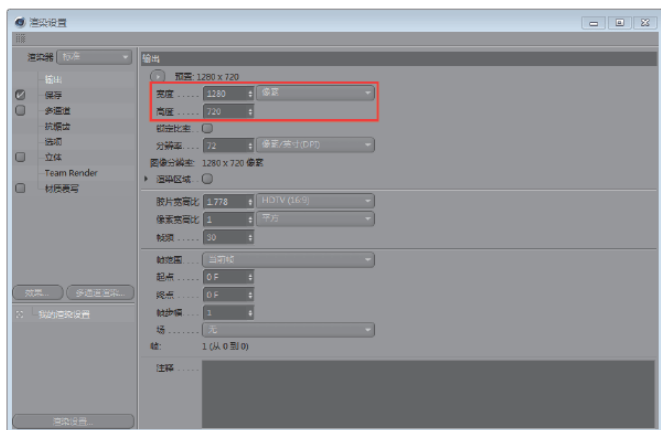 渲染设置
渲染器 标准
输出
保存
多通道
抗锯齿
选项
立体
Team Render
材质覆写
效果... 多通道渲染...
我的渲染设置
渲染设置...
输出
预置: 1280 x 720
宽度 ..... 1280 像素
高度 ..... 720
锁定比率
分辨率 .... 72 像素/英寸(DPI)
图像分辨率: 1280 x 720 像素
渲染区域 ..
胶片宽高比 1.778 HDTV (16:9)
像素宽高比 1 平方
帧频 ..... 30
帧范围 .... 当前帧
起点 ..... 0 F
终点 ..... 0 F
帧步幅 .... 1
场 ....... 无
帧: 1 (从 0 到 0)
注释 .....